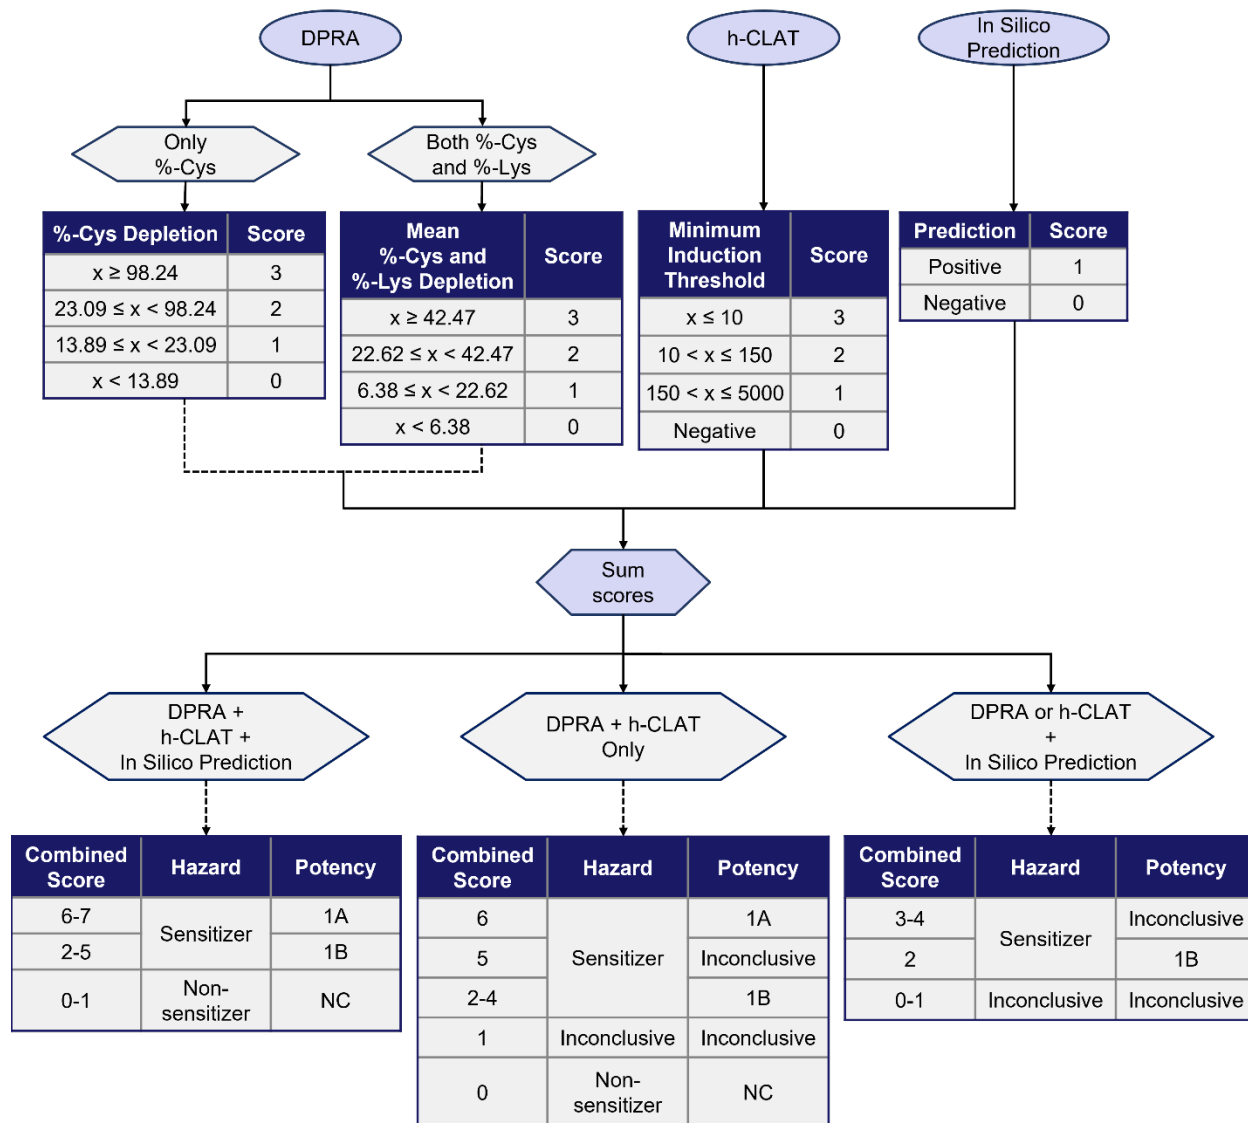 DPRA
h-CLAT
In Silico
Prediction
Only
%-Cys
Both %-Cys
and %-Lys
%-Cys Depletion Score
x ≥ 98.24 3
23.09 ≤ x < 98.24 2
13.89 ≤ x < 23.09 1
x < 13.89 0
Mean
%-Cys and
%-Lys Depletion
Score
x ≥ 42.47 3
22.62 ≤ x < 42.47 2
6.38 ≤ x < 22.62 1
x < 6.38 0
Minimum
Induction
Threshold
Score
x ≤ 10 3
10 < x ≤ 150 2
150 < x ≤ 5000 1
Negative 0
Prediction Score
Positive 1
Negative 0
Sum
scores
DPRA +
h-CLAT +
In Silico Prediction
DPRA + h-CLAT
Only
DPRA or h-CLAT
+
In Silico Prediction
Combined
Score
Hazard
Potency
6-7
Sensitizer
1A
2-5
1B
0-1
Non-
sensitizer
NC
Combined
Score
Hazard
Potency
6
1A
5
Sensitizer
Inconclusive
2-4
1B
1 Inconclusive Inconclusive
0
Non-
sensitizer
NC
Combined
Score
Hazard
Potency
3-4
Sensitizer
Inconclusive
2
1B
0-1 Inconclusive Inconclusive